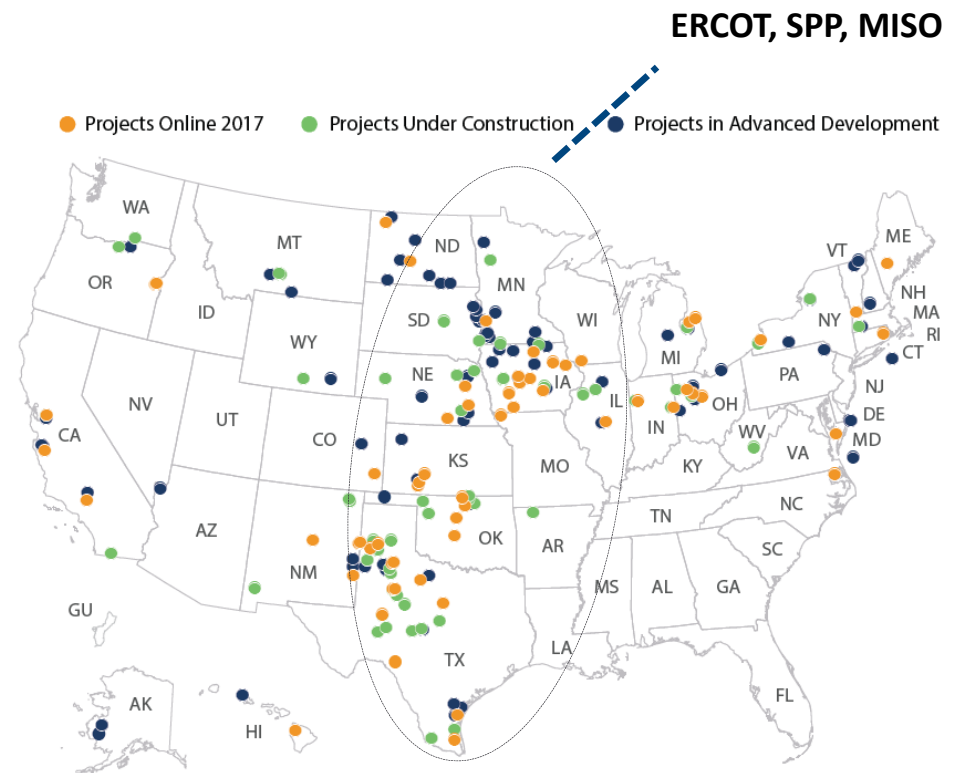 ERCOT, SPP, MISO
Projects Online 2017 Projects Under Construction Projects in Advanced Development
WA
MT
ND
MN
VT
ME
OR
ID
SD
WI
NH
MA
NY
RI
WY
MI
CT
NE
IA
PA
NJ
NV
UT
CO
IL
IN
OH
DE
MD
CA
KS
MO
WV
VA
KY
AZ
NM
OK
AR
TN
NC
SC
MS
AL
GA
GU
TX
LA
FL
AK
HI